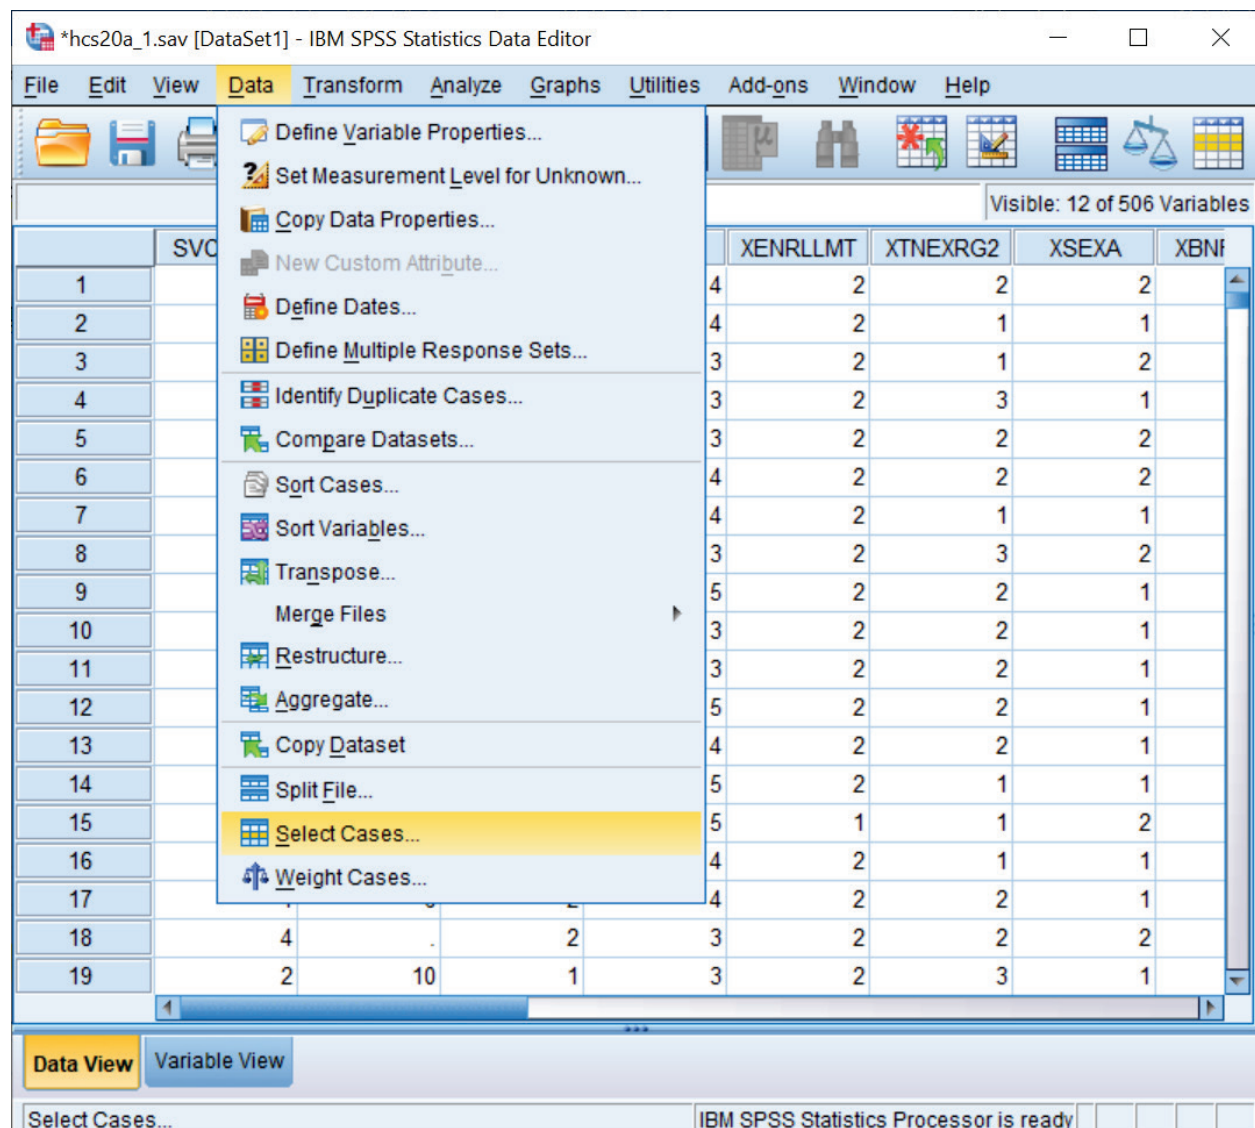 *hcs20a_1.sav [DataSet1] - IBM SPSS Statistics Data Editor
File Edit View Data Transform Analyze Graphs Utilities Add-ons Window Help
Define Variable Properties...
Set Measurement Level for Unknown...
Copy Data Properties...
New Custom Attribute...
Define Dates...
Define Multiple Response Sets...
Identify Duplicate Cases...
Compare Datasets...
Sort Cases...
Sort Variables...
Transpose...
Merge Files
Restructure...
Aggregate...
Copy Dataset
Split File...
Select Cases...
Weight Cases...
Visible: 12 of 506 Variables
XENRLLMT XTNEXRG2 XSEXA
1 4 2 2 2
2 4 2 1 1
3 3 2 1 2
4 3 2 3 1
5 3 2 2 2
6 4 2 2 2
7 4 2 1 1
8 3 2 3 2
9 5 2 2 1
10 3 2 2 1
11 3 2 2 1
12 5 2 2 1
13 4 2 2 1
14 5 2 1 1
15 5 1 1 2
16 4 2 1 1
17 4 2 2 1
18 4 . 2 3 2 2 2
19 2 10 1 3 2 3 1
Data View Variable View
Select Cases... IBM SPSS Statistics Processor is ready